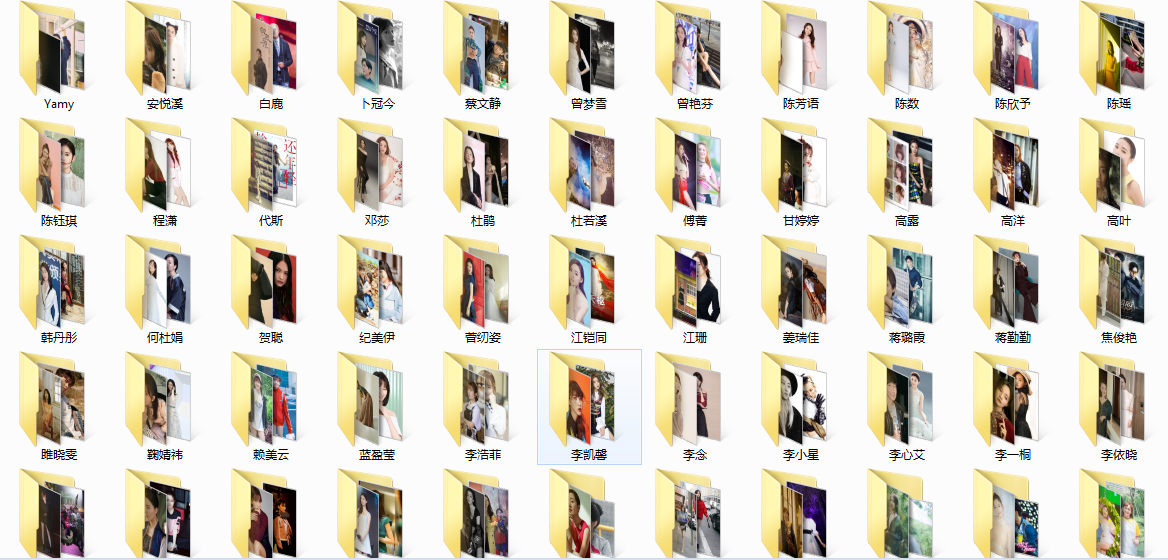 Yamy
安悦溪
白鹿
卜冠今
蔡文静
曾梦雪
曾艳芬
陈芳语
陈数
陈欣予
陈瑶
陈钰琪
程潇
代斯
邓莎
杜鹃
杜若溪
傅菁
甘婷婷
高露
高洋
高叶
还年轻
韩丹彤
何杜娟
贺聪
纪美伊
菅纫姿
江铠同
江珊
姜瑞佳
蒋璐霞
蒋勤勤
焦俊艳
雎晓雯
鞠婧祎
赖美云
蓝盈莹
李浩菲
李凯馨
李念
李小星
李心艾
李一桐
李依晓